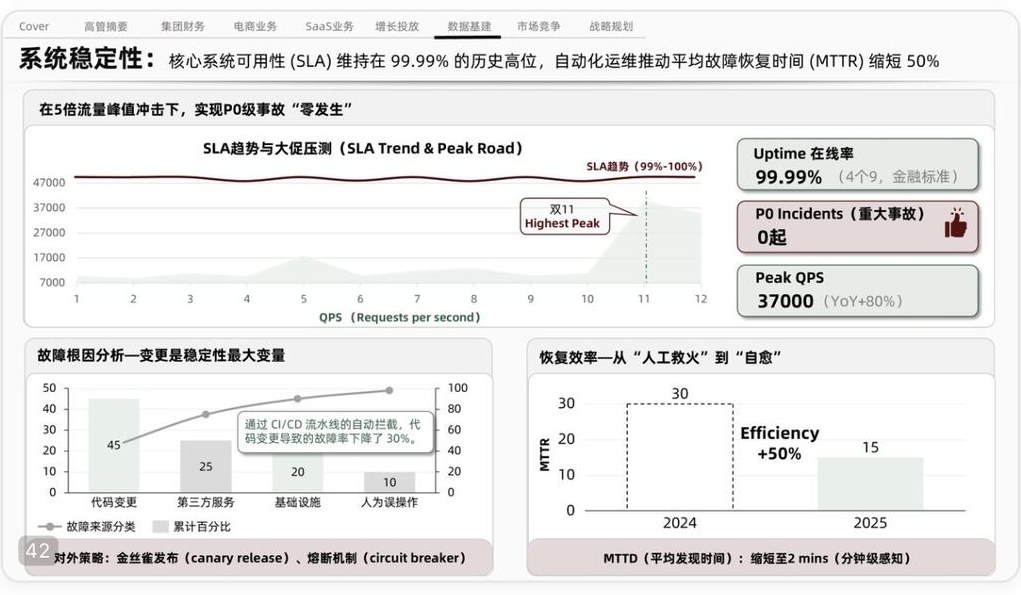 Cover 高管摘要 集团财务 电商业务 SaaS业务 增长投放 数据基建 市场竞争 战略规划
系统稳定性：核心系统可用性 (SLA) 维持在 99.99% 的历史高位，自动化运维推动平均故障恢复时间 (MTTR) 缩短 50%
在5倍流量峰值冲击下，实现P0级事故“零发生”
SLA趋势与大促压测（SLA Trend & Peak Road）
SLA趋势（99%-100%）
47000
37000
27000
17000
7000
双11
Highest Peak
1 2 3 4 5 6 7 8 9 10 11 12
QPS （Requests per second）
Uptime 在线率
99.99% （4个9，金融标准）
P0 Incidents（重大事故）
0起
Peak QPS
37000（YoY+80%）
故障根因分析—变更是稳定性最大变量
50
40
30
20
10
0
100
80
60
40
20
0
通过 CI/CD 流水线的自动拦截，代
码变更导致的故障率下降了 30%。
45
25
20
10
代码变更 第三方服务 基础设施 人为误操作
故障来源分类 累计百分比
42
对外策略：金丝雀发布（canary release）、熔断机制（circuit breaker）
恢复效率—从“人工救火”到“自愈”
MTTR
30
20
10
0
30
Efficiency
+50%
15
2024 2025
MTTD（平均发现时间）：缩短至2 mins（分钟级感知）